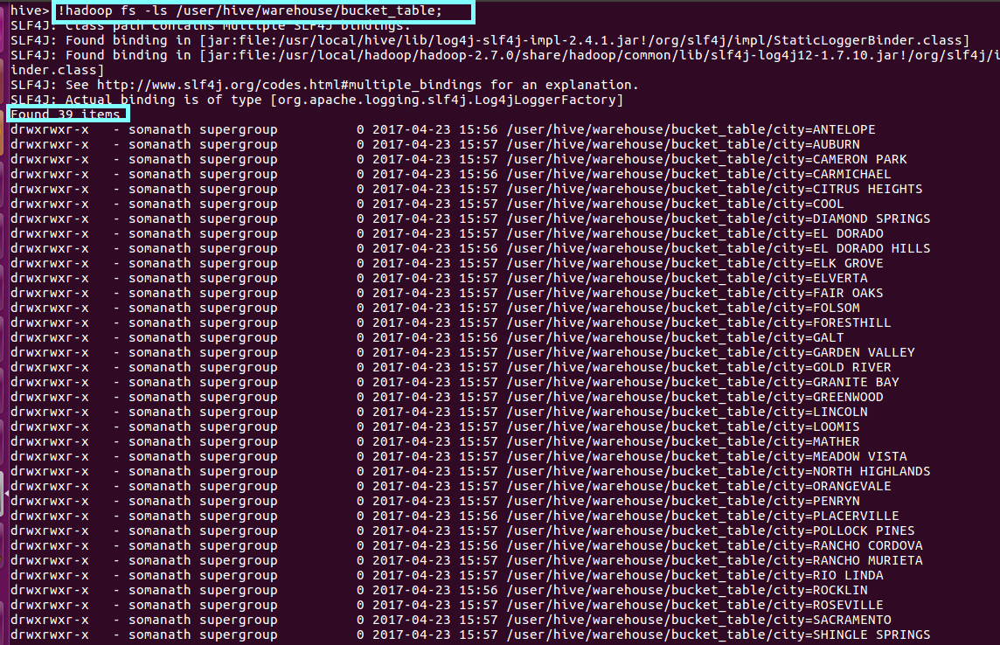 hive> !hadoop fs -ls /user/hive/warehouse/bucket_table;
SLF4J: Class path contains multiple SLF4J bindings.
SLF4J: Found binding in [jar:file:/usr/local/hive/lib/log4j-slf4j-impl-2.4.1.jar!/org/slf4j/impl/StaticLoggerBinder.class]
SLF4J: Found binding in [jar:file:/usr/local/hadoop/hadoop-2.7.0/share/hadoop/common/lib/slf4j-log4j12-1.7.10.jar!/org/slf4j/i
inder.class]
SLF4J: See http://www.slf4j.org/codes.html#multiple_bindings for an explanation.
SLF4J: Actual binding is of type [org.apache.logging.slf4j.Log4jLoggerFactory]
Found 39 items
drwxrwxr-x   - somanath supergroup          0 2017-04-23 15:56 /user/hive/warehouse/bucket_table/city=ANTELOPE
drwxrwxr-x   - somanath supergroup          0 2017-04-23 15:57 /user/hive/warehouse/bucket_table/city=AUBURN
drwxrwxr-x   - somanath supergroup          0 2017-04-23 15:57 /user/hive/warehouse/bucket_table/city=CAMERON PARK
drwxrwxr-x   - somanath supergroup          0 2017-04-23 15:56 /user/hive/warehouse/bucket_table/city=CARMICHAEL
drwxrwxr-x   - somanath supergroup          0 2017-04-23 15:57 /user/hive/warehouse/bucket_table/city=CITRUS HEIGHTS
drwxrwxr-x   - somanath supergroup          0 2017-04-23 15:57 /user/hive/warehouse/bucket_table/city=COOL
drwxrwxr-x   - somanath supergroup          0 2017-04-23 15:57 /user/hive/warehouse/bucket_table/city=DIAMOND SPRINGS
drwxrwxr-x   - somanath supergroup          0 2017-04-23 15:57 /user/hive/warehouse/bucket_table/city=EL DORADO
drwxrwxr-x   - somanath supergroup          0 2017-04-23 15:56 /user/hive/warehouse/bucket_table/city=EL DORADO HILLS
drwxrwxr-x   - somanath supergroup          0 2017-04-23 15:57 /user/hive/warehouse/bucket_table/city=ELK GROVE
drwxrwxr-x   - somanath supergroup          0 2017-04-23 15:57 /user/hive/warehouse/bucket_table/city=ELVERTA
drwxrwxr-x   - somanath supergroup          0 2017-04-23 15:57 /user/hive/warehouse/bucket_table/city=FAIR OAKS
drwxrwxr-x   - somanath supergroup          0 2017-04-23 15:57 /user/hive/warehouse/bucket_table/city=FOLSOM
drwxrwxr-x   - somanath supergroup          0 2017-04-23 15:57 /user/hive/warehouse/bucket_table/city=FORESTHILL
drwxrwxr-x   - somanath supergroup          0 2017-04-23 15:56 /user/hive/warehouse/bucket_table/city=GALT
drwxrwxr-x   - somanath supergroup          0 2017-04-23 15:57 /user/hive/warehouse/bucket_table/city=GARDEN VALLEY
drwxrwxr-x   - somanath supergroup          0 2017-04-23 15:57 /user/hive/warehouse/bucket_table/city=GOLD RIVER
drwxrwxr-x   - somanath supergroup          0 2017-04-23 15:57 /user/hive/warehouse/bucket_table/city=GRANITE BAY
drwxrwxr-x   - somanath supergroup          0 2017-04-23 15:57 /user/hive/warehouse/bucket_table/city=GREENWOOD
drwxrwxr-x   - somanath supergroup          0 2017-04-23 15:57 /user/hive/warehouse/bucket_table/city=LINCOLN
drwxrwxr-x   - somanath supergroup          0 2017-04-23 15:56 /user/hive/warehouse/bucket_table/city=LOOMIS
drwxrwxr-x   - somanath supergroup          0 2017-04-23 15:57 /user/hive/warehouse/bucket_table/city=MATHER
drwxrwxr-x   - somanath supergroup          0 2017-04-23 15:57 /user/hive/warehouse/bucket_table/city=MEADOW VISTA
drwxrwxr-x   - somanath supergroup          0 2017-04-23 15:57 /user/hive/warehouse/bucket_table/city=NORTH HIGHLANDS
drwxrwxr-x   - somanath supergroup          0 2017-04-23 15:57 /user/hive/warehouse/bucket_table/city=ORANGEVALE
drwxrwxr-x   - somanath supergroup          0 2017-04-23 15:57 /user/hive/warehouse/bucket_table/city=PENRYN
drwxrwxr-x   - somanath supergroup          0 2017-04-23 15:56 /user/hive/warehouse/bucket_table/city=PLACERVILLE
drwxrwxr-x   - somanath supergroup          0 2017-04-23 15:57 /user/hive/warehouse/bucket_table/city=POLLOCK PINES
drwxrwxr-x   - somanath supergroup          0 2017-04-23 15:56 /user/hive/warehouse/bucket_table/city=RANCHO CORDOVA
drwxrwxr-x   - somanath supergroup          0 2017-04-23 15:57 /user/hive/warehouse/bucket_table/city=RANCHO MURIETA
drwxrwxr-x   - somanath supergroup          0 2017-04-23 15:57 /user/hive/warehouse/bucket_table/city=RIO LINDA
drwxrwxr-x   - somanath supergroup          0 2017-04-23 15:56 /user/hive/warehouse/bucket_table/city=ROCKLIN
drwxrwxr-x   - somanath supergroup          0 2017-04-23 15:57 /user/hive/warehouse/bucket_table/city=ROSEVILLE
drwxrwxr-x   - somanath supergroup          0 2017-04-23 15:57 /user/hive/warehouse/bucket_table/city=SACRAMENTO
drwxrwxr-x   - somanath supergroup          0 2017-04-23 15:56 /user/hive/warehouse/bucket_table/city=SHINGLE SPRINGS